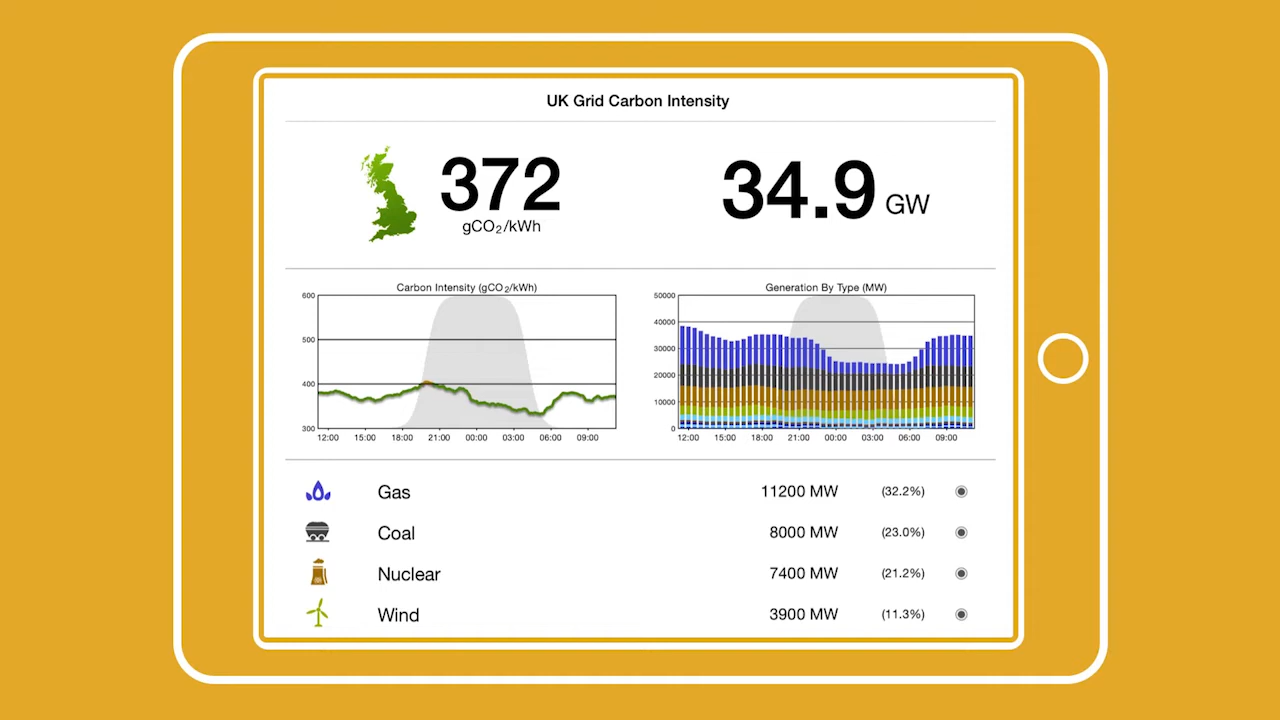 UK Grid Carbon Intensity
372
gCO₂/kWh
34.9 GW
Carbon Intensity (gCO₂/kWh)
600
500
400
300
12:00 15:00 18:00 21:00 00:00 03:00 06:00 09:00
Generation By Type (MW)
50000
40000
30000
20000
10000
0
12:00 15:00 18:00 21:00 00:00 03:00 06:00 09:00
Gas 11200 MW (32.2%)
Coal 8000 MW (23.0%)
Nuclear 7400 MW (21.2%)
Wind 3900 MW (11.3%)